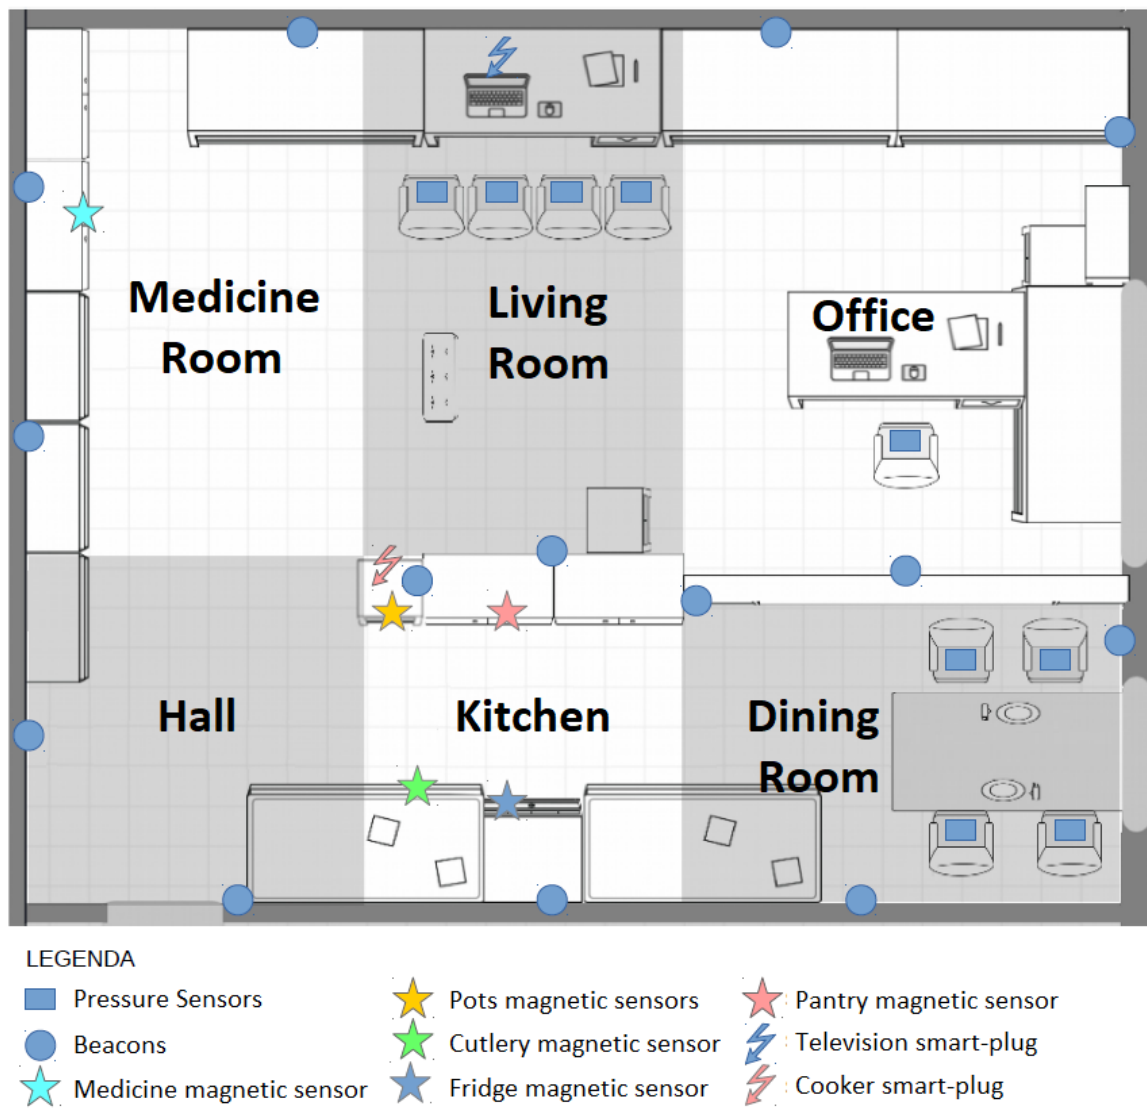 Medicine
Room
Living
Room
Office
Hall
Kitchen
Dining
Room
LEGENDA
Pressure Sensors
Pots magnetic sensors
Pantry magnetic sensor
Beacons
Cutlery magnetic sensor
Television smart-plug
Medicine magnetic sensor
Fridge magnetic sensor
Cooker smart-plug